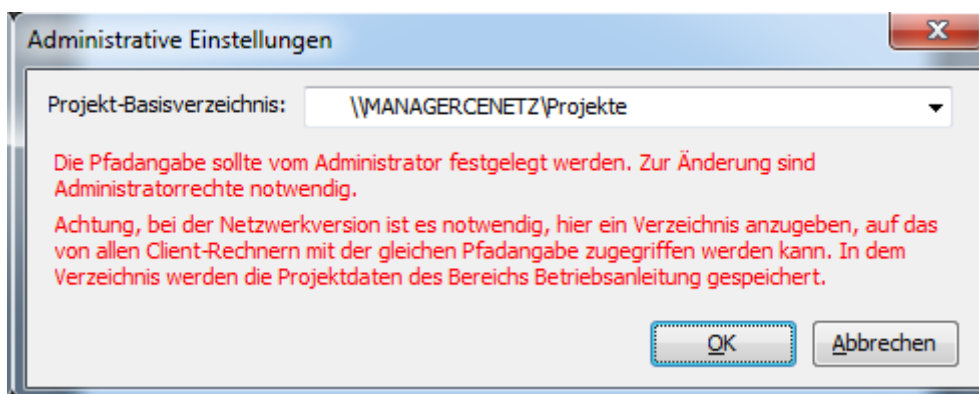 Administrative Einstellungen
Projekt-Basisverzeichnis: \\MANAGERCENETZ\Projekte
Die Pfadangabe sollte vom Administrator festgelegt werden. Zur Änderung sind
Administratorrechte notwendig.
Achtung, bei der Netzwerkversion ist es notwendig, hier ein Verzeichnis anzugeben, auf das
von allen Client-Rechnern mit der gleichen Pfadangabe zugegriffen werden kann. In dem
Verzeichnis werden die Projektdaten des Bereichs Betriebsanleitung gespeichert.
OK Abbrechen